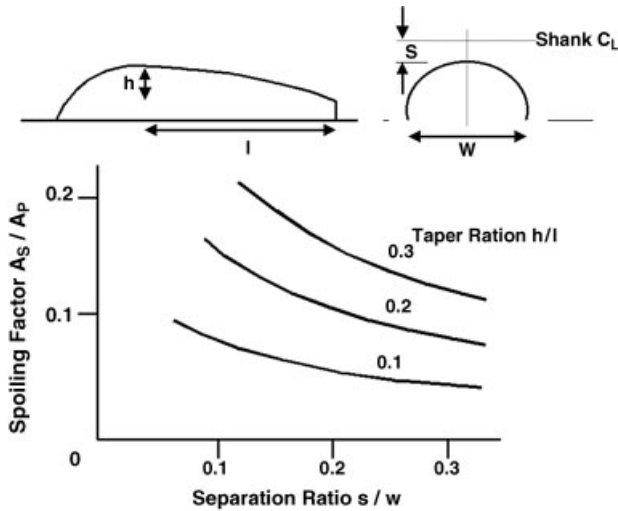 Shank CL
S
h
l
W
0.2
Taper Ration h/l
0.3
0.2
0.1
0.1
Spoiling Factor AS / AP
0
0.1
0.2
0.3
Separation Ratio s / w